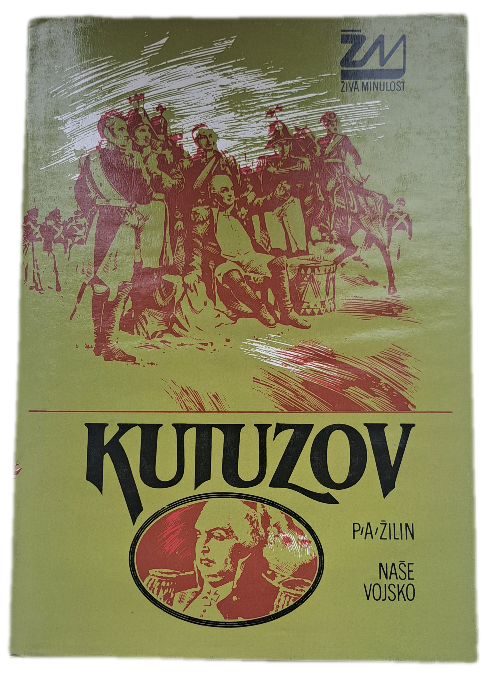 ŽM
ŽIVÁ MINULOST
KUTUZOV
P/A/ŽILIN
NAŠE
VOJSKO